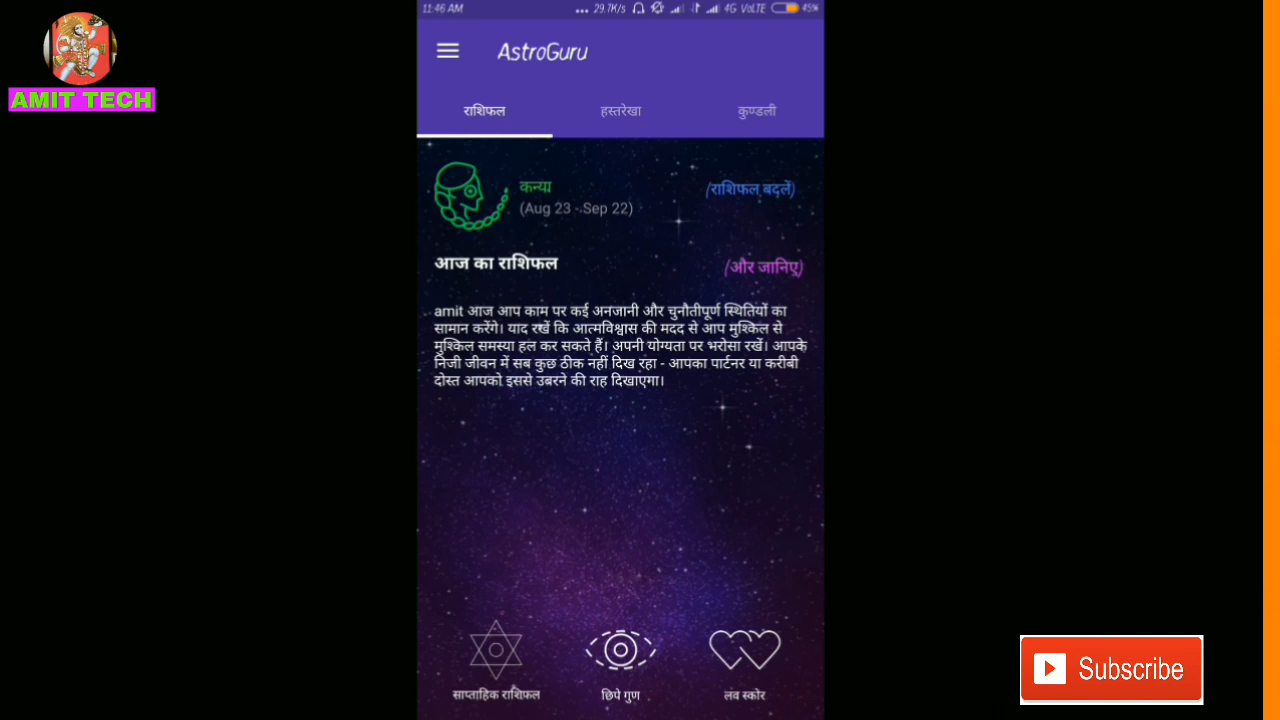 11:46 AM ... 29.7K/s 4G VoLTE 45%
AMIT TECH
AstroGuru
राशिफल हस्तरेखा कुण्डली
कन्या (राशिफल बदलें)
(Aug 23 - Sep 22)
आज का राशिफल (और जानिए)
amit आज आप काम पर कई अनजानी और चुनौतीपूर्ण स्थितियों का
सामान करेंगे। याद रखें कि आत्मविश्वास की मदद से आप मुश्किल से
मुश्किल समस्या हल कर सकते हैं। अपनी योग्यता पर भरोसा रखें। आपके
निजी जीवन में सब कुछ ठीक नहीं दिख रहा - आपका पार्टनर या करीबी
दोस्त आपको इससे उबरने की राह दिखाएगा।
साप्ताहिक राशिफल छिपे गुण लव स्कोर
Subscribe